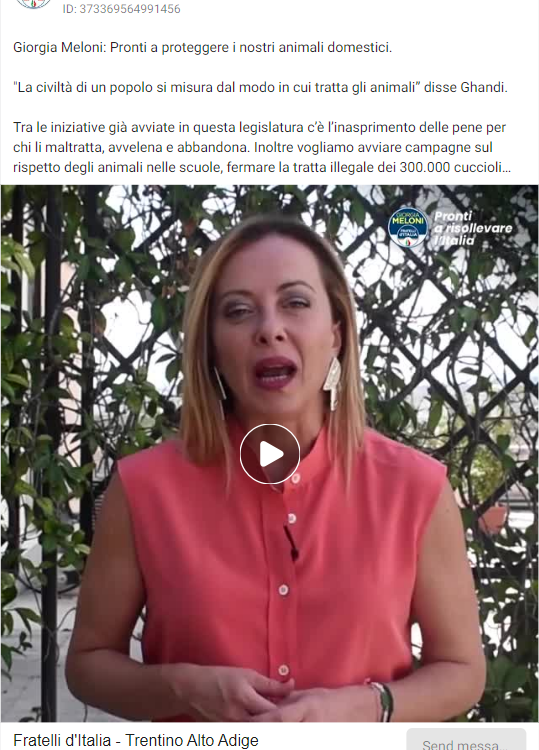 ID: 373369564991456
Giorgia Meloni: Pronti a proteggere i nostri animali domestici.
"La civiltà di un popolo si misura dal modo in cui tratta gli animali” disse Ghandi.
Tra le iniziative già avviate in questa legislatura c’è l’inasprimento delle pene per
chi li maltratta, avvelena e abbandona. Inoltre vogliamo avviare campagne sul
rispetto degli animali nelle scuole, fermare la tratta illegale dei 300.000 cuccioli...
GIORGIA
MELONI
FRATELLI
D'ITALIA
Pronti
a risollevare
l'Italia
Fratelli d'Italia - Trentino Alto Adige
Send messa...